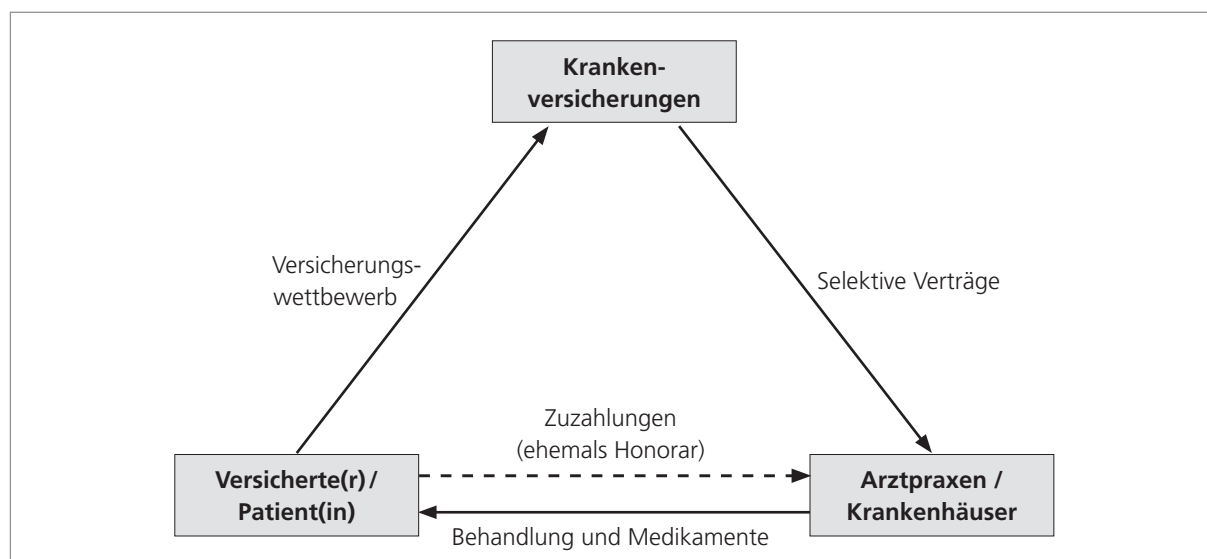 Kranken-
versicherungen
Versicherungs-
wettbewerb
Selektive Verträge
Zuzahlungen
(ehemals Honorar)
Versicherte(r) /
Patient(in)
Arztpraxen /
Krankenhäuser
Behandlung und Medikamente